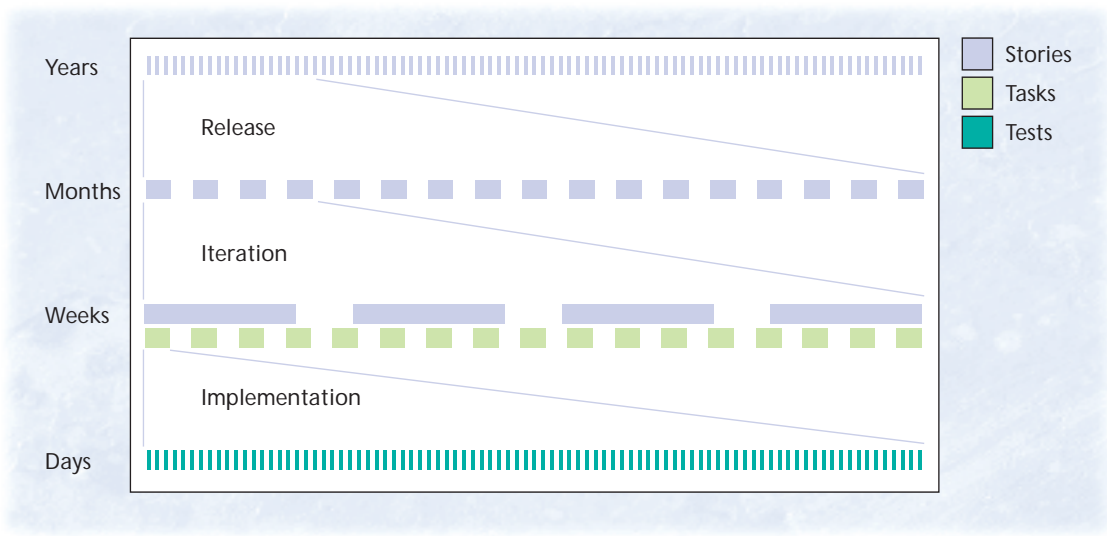 Years
Release
Months
Iteration
Weeks
Implementation
Days
Stories
Tasks
Tests